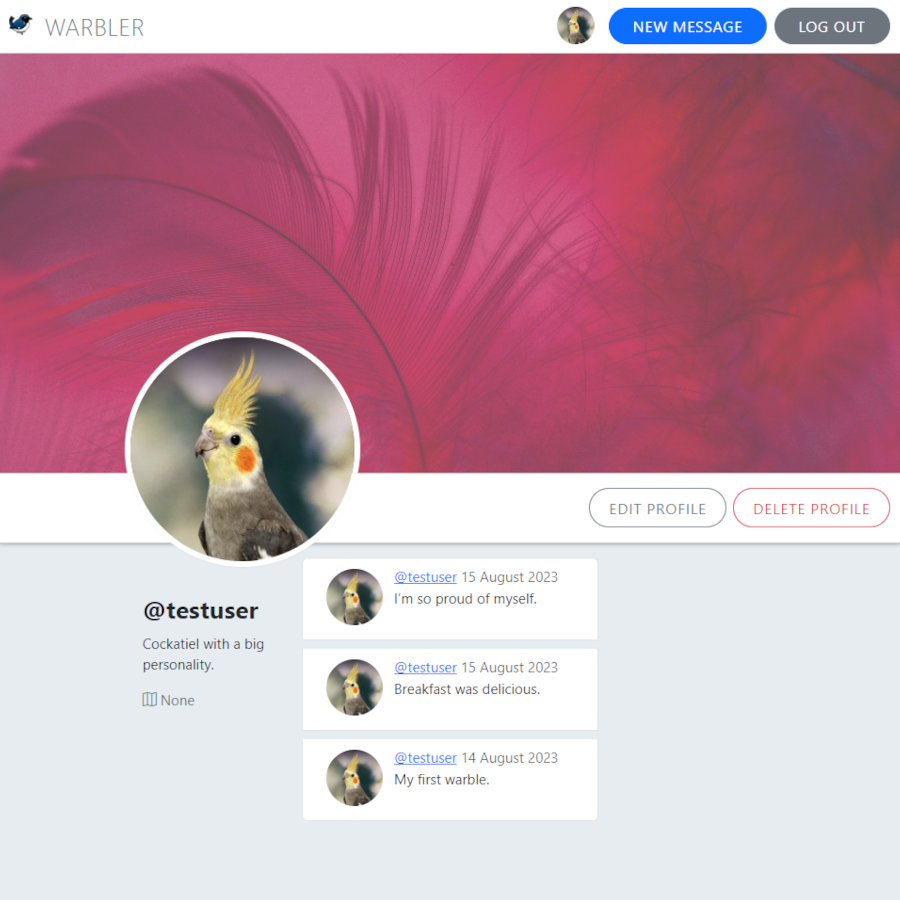 WARBLER
NEW MESSAGE
LOG OUT
EDIT PROFILE
DELETE PROFILE
@testuser
Cockatiel with a big
personality.
None
@testuser 15 August 2023
I'm so proud of myself.
@testuser 15 August 2023
Breakfast was delicious.
@testuser 14 August 2023
My first warble.